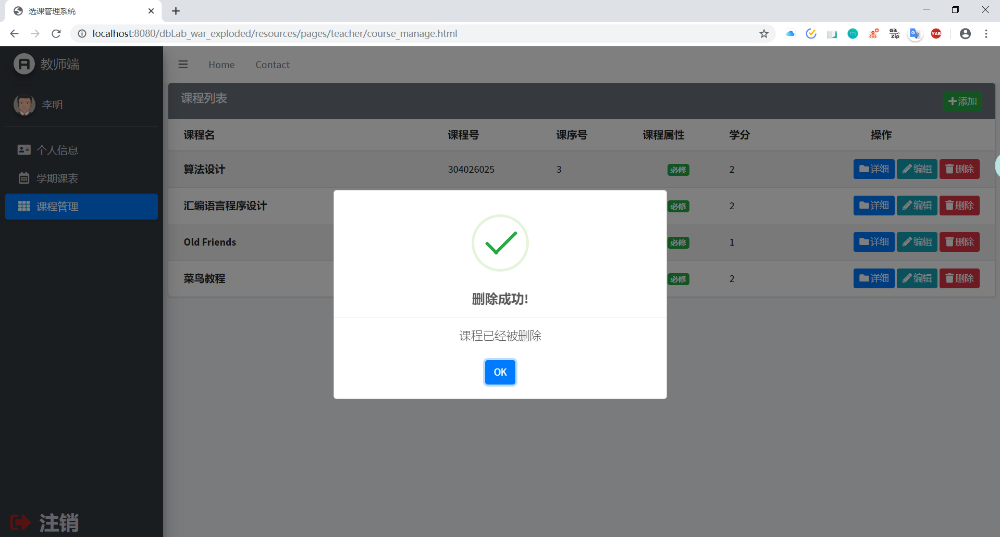 选课管理系统
localhost:8080/dbLab_war_exploded/resources/pages/teacher/course_manage.html
Git Zip
YAB
教师端
Home Contact
李明
个人信息
学期课表
课程管理
注销
课程列表
添加
课程名 课程号 课序号 课程属性 学分 操作
算法设计 304026025 3 必修 2 详细 编辑 删除
汇编语言程序设计 必修 2 详细 编辑 删除
Old Friends 必修 1 详细 编辑 删除
菜鸟教程 必修 2 详细 编辑 删除
删除成功!
课程已经被删除
OK